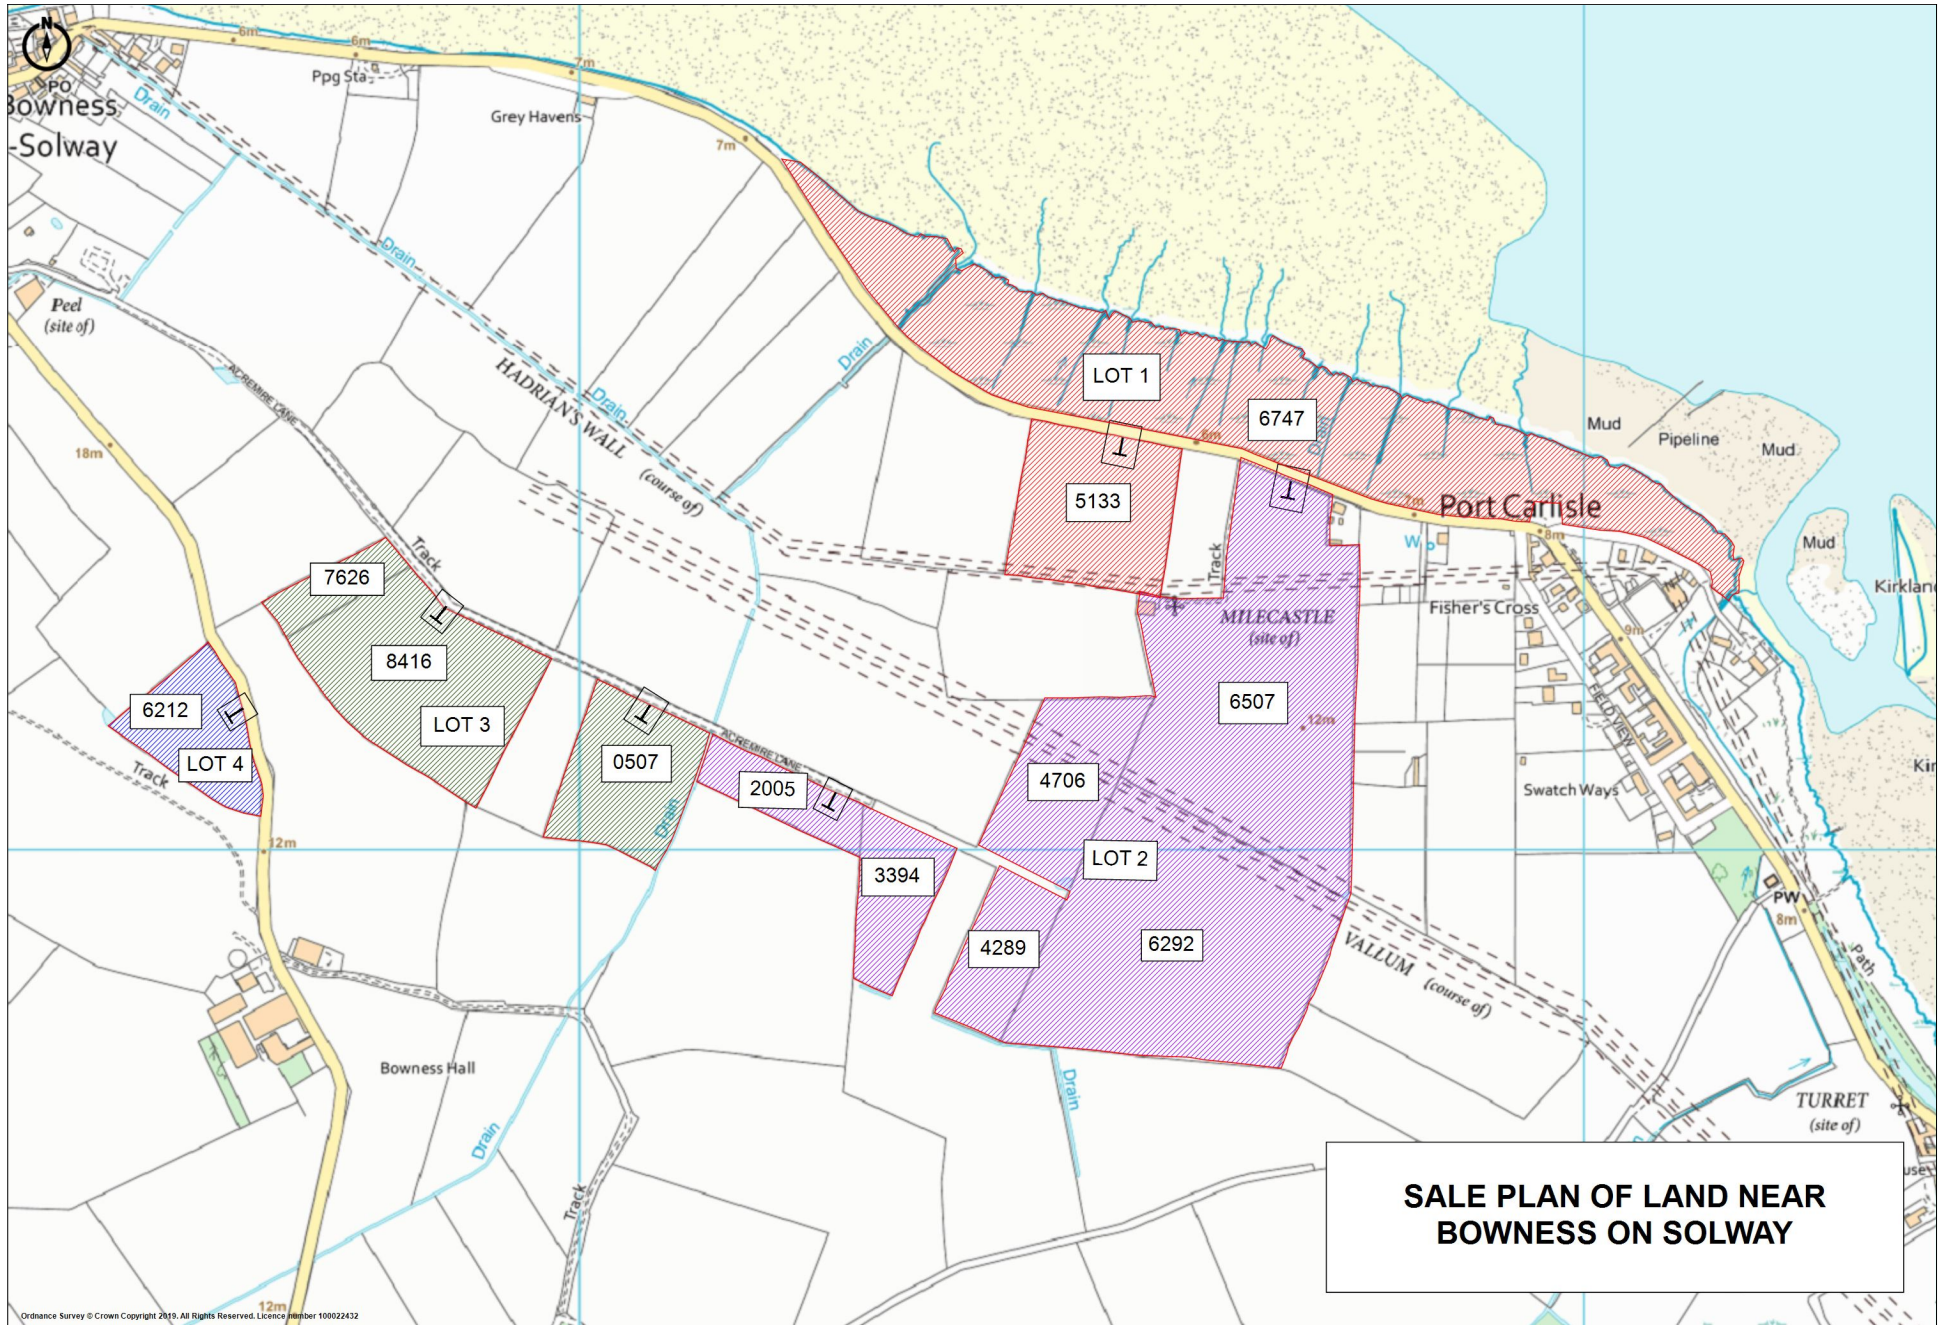 N
PO
Bowness
-Solway
Drain
6m
6m
Ppg Sta
7m
Grey Havens
7m
Peel
(site of)
Drain
ACREMIRE LANE
HADRIAN'S WALL
(course of)
Drain
Drain
18m
Track
LOT 1
6747
Drain
6m
5133
Track
7m
Port Carlisle
8m
W
Mud
Pipeline
Mud
Mud
MILECASTLE
(site of)
Fisher's Cross
9m
FIELD VIEW
7626
8416
LOT 3
6212
LOT 4
Track
0507
Drain
ACREMIRE LANE
2005
3394
4706
6507
12m
LOT 2
4289
6292
Swatch Ways
PW
8m
Path
VALLUM
(course of)
12m
Bowness Hall
Drain
Track
Drain
TURRET
(site of)
12m
SALE PLAN OF LAND NEAR
BOWNESS ON SOLWAY
Ordnance Survey © Crown Copyright 2019. All Rights Reserved. Licence number 100022432